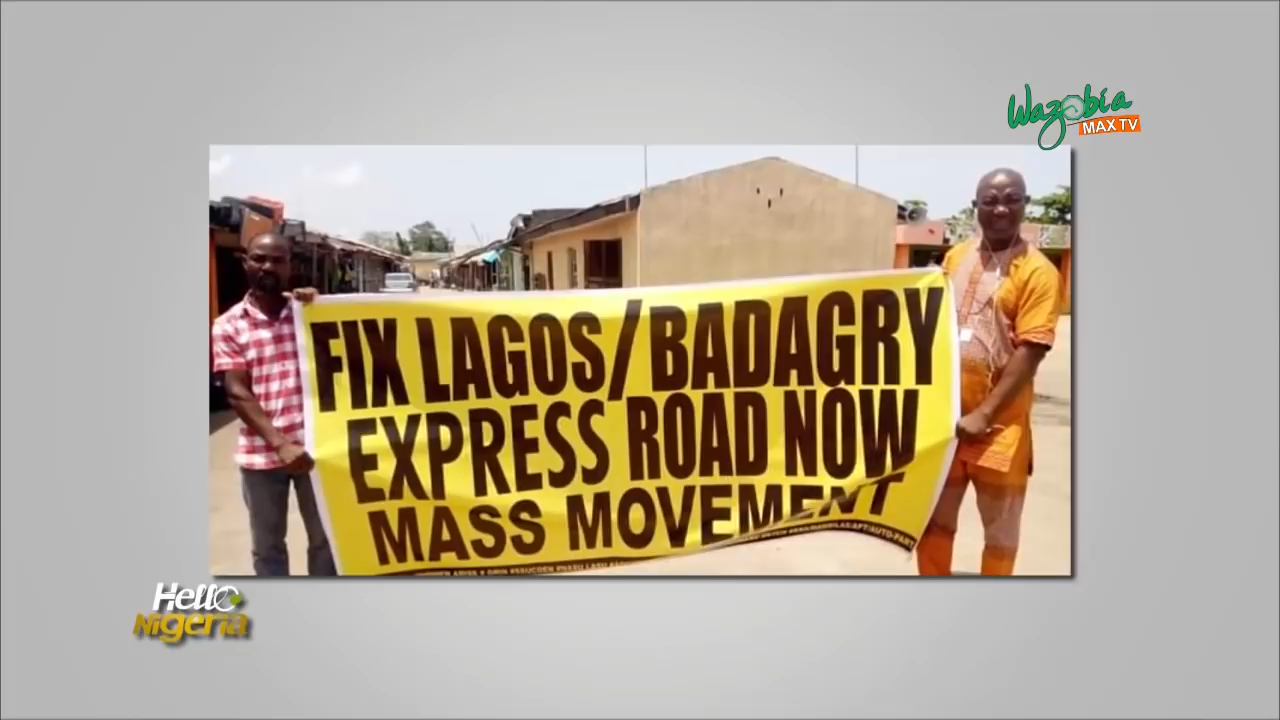 Wazobia
MAX TV
FIX LAGOS/BADAGRY
EXPRESS ROAD NOW
MASS MOVEMENT
Hello
Nigeria